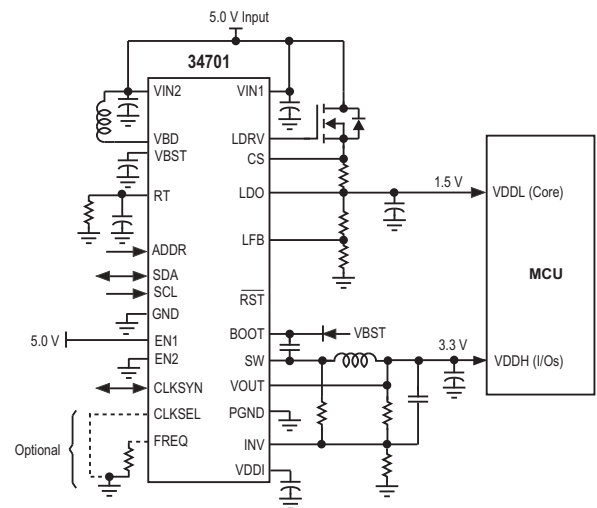 5.0 V Input
34701
VIN2
VBD
VBST
RT
ADDR
SDA
SCL
GND
5.0 V
EN1
EN2
CLKSYN
CLKSEL
Optional
FREQ
VIN1
LDRV
CS
LDO
LFB
RST
BOOT
VBST
SW
VOUT
PGND
INV
VDDI
1.5 V
VDDL (Core)
MCU
3.3 V
VDDH (I/Os)